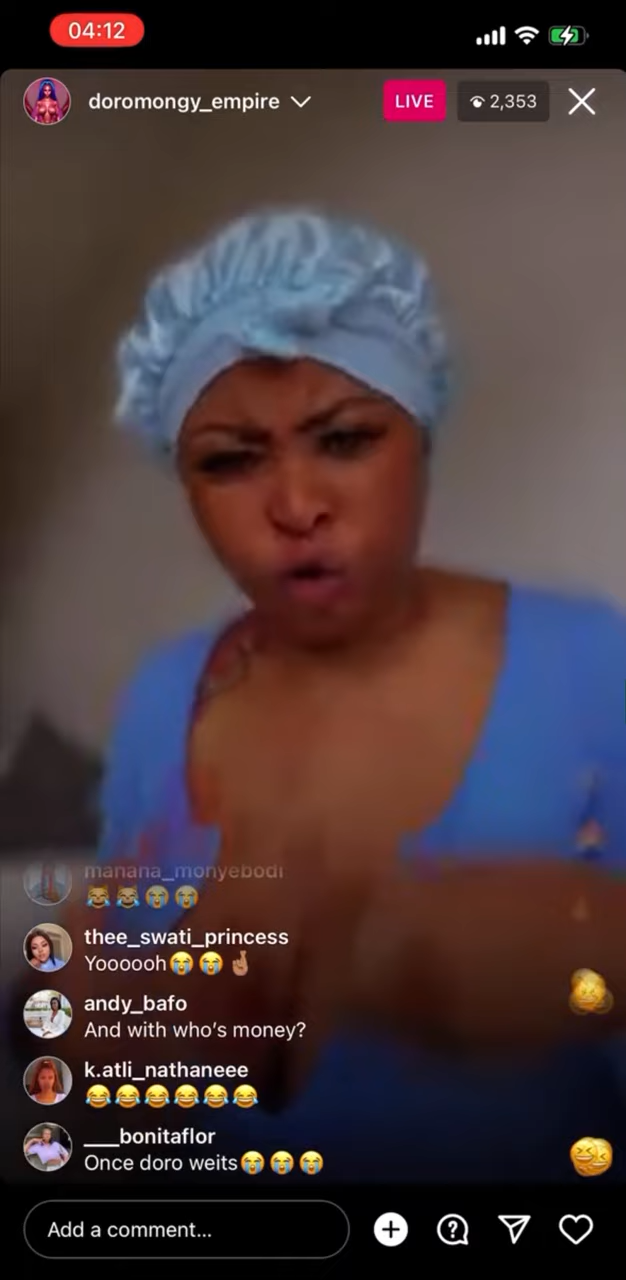 04:12
doromongy_empire
LIVE
2,353
manana_monyebodi
thee_swati_princess
Yoooooh😭😭🤞🏽
andy_bafo
And with who's money?
k.atli_nathaneee
😂😂😂😂😂😂
___bonitaflor
Once doro weits😭😭😭
Add a comment...